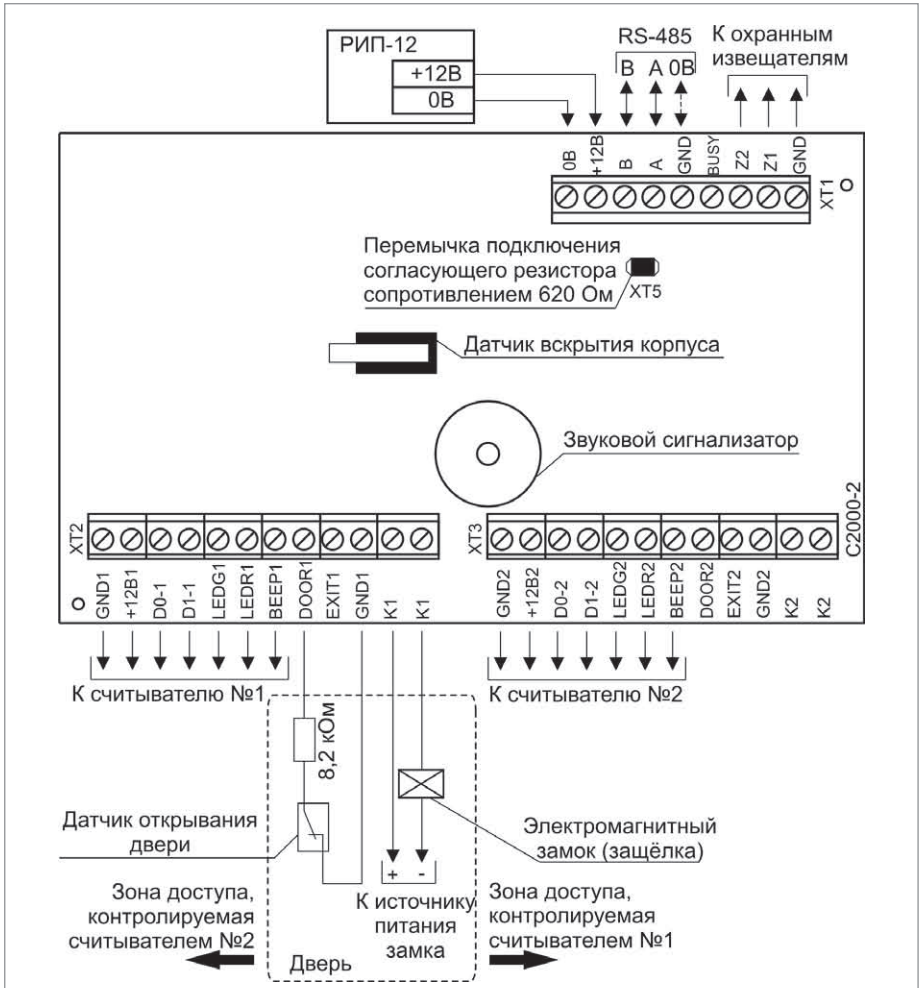 РИП-12
+12В
0В
RS-485
В А 0В
К охранным
извещателям
0В
+12В
В
А
GND
BUSY
Z2
Z1
GND
XT1
Перемычка подключения
согласующего резистора
сопротивлением 620 Ом
XT5
Датчик вскрытия корпуса
Звуковой сигнализатор
С2000-2
XT2
GND1
+12B1
D0-1
D1-1
LEDG1
LEDR1
BEEP1
DOOR1
EXIT1
GND1
K1
K1
XT3
GND2
+12B2
D0-2
D1-2
LEDG2
LEDR2
BEEP2
DOOR2
EXIT2
GND2
K2
K2
К считывателю №1
К считывателю №2
8,2 кОм
Датчик открывания
двери
Электромагнитный
замок (защёлка)
+ -
К источнику
питания
замка
Зона доступа,
контролируемая
считывателем №2
Зона доступа,
контролируемая
считывателем №1
Дверь